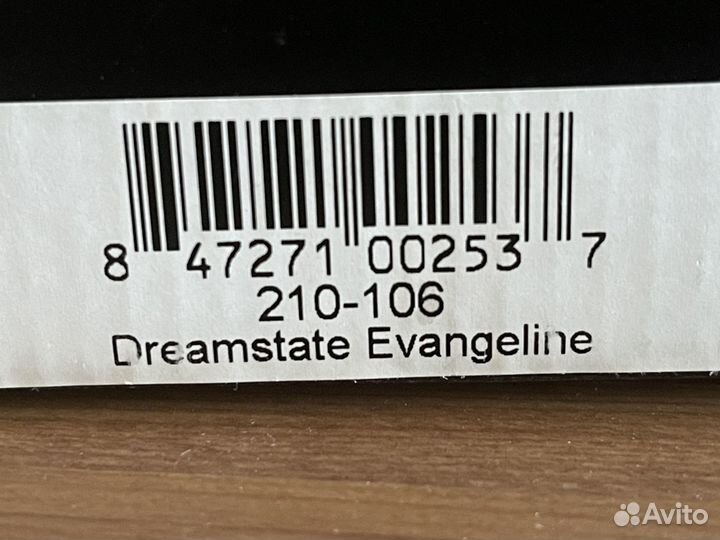 8 47271 00253 7
210-106
Dreamstate Evangeline
Avito